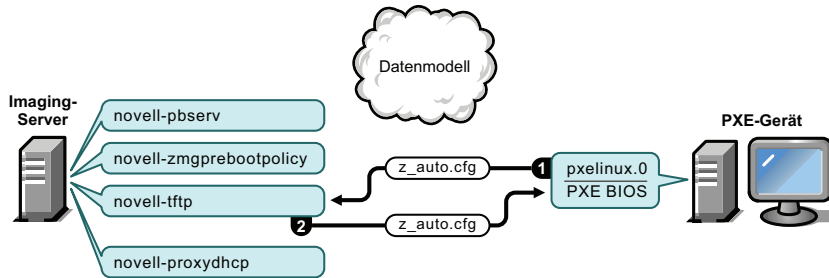 Datenmodell
Imaging-
Server
novell-pbserv
novell-zmgprebootpolicy
novell-tftp
novell-proxydhcp
z_auto.cfg
1
pxelinux.0
PXE BIOS
2
z_auto.cfg
PXE-Gerät